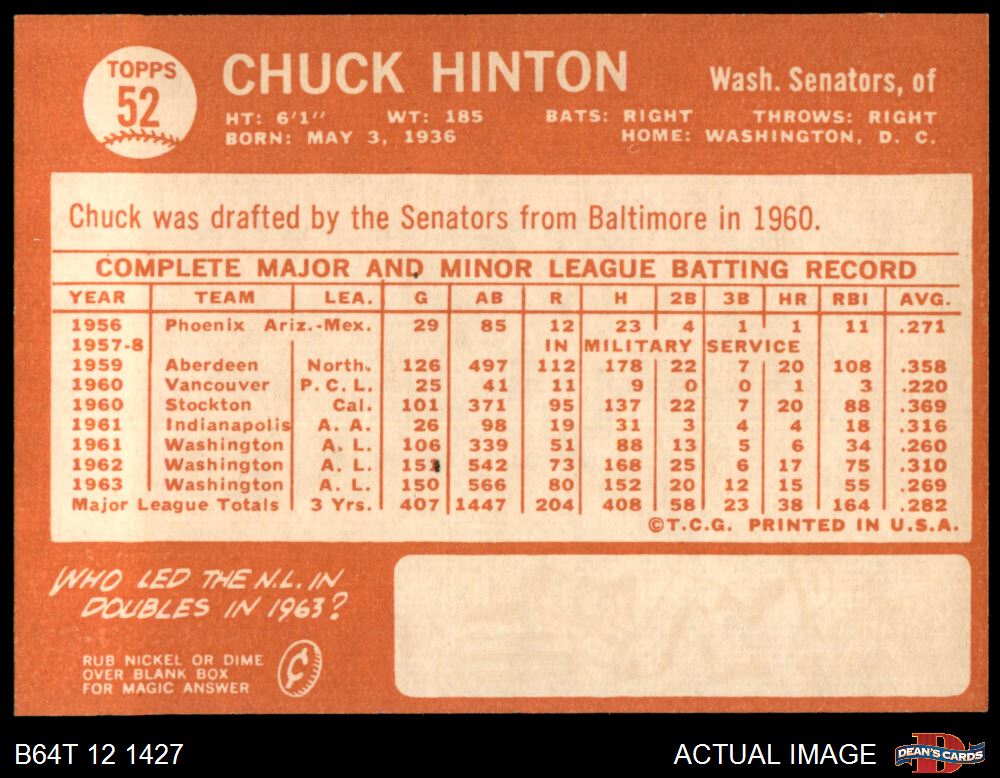 TOPPS
52
CHUCK HINTON
Wash. Senators, of
HT: 6'1" WT: 185 BATS: RIGHT THROWS: RIGHT
BORN: MAY 3, 1936 HOME: WASHINGTON, D. C.
Chuck was drafted by the Senators from Baltimore in 1960.
COMPLETE MAJOR AND MINOR LEAGUE BATTING RECORD
YEAR TEAM LEA. G AB R H 2B 3B HR RBI AVG.
1956 Phoenix Ariz.-Mex. 29 85 12 23 4 1 1 11 .271
1957-8 IN MILITARY SERVICE
1959 Aberdeen North. 126 497 112 178 22 7 20 108 .358
1960 Vancouver P.C.L. 25 41 11 9 0 0 1 3 .220
1960 Stockton Cal. 101 371 95 137 22 7 20 88 .369
1961 Indianapolis A. A. 26 98 19 31 3 4 4 18 .316
1961 Washington A. L. 106 339 51 88 13 5 6 34 .260
1962 Washington A. L. 151 542 73 168 25 6 17 75 .310
1963 Washington A. L. 150 566 80 152 20 12 15 55 .269
Major League Totals 3 Yrs. 407 1447 204 408 58 23 38 164 .282
©T.C.G. PRINTED IN U.S.A.
WHO LED THE N.L. IN
DOUBLES IN 1963?
RUB NICKEL OR DIME
OVER BLANK BOX
FOR MAGIC ANSWER
B64T 12 1427
ACTUAL IMAGE
DEAN'S CARDS